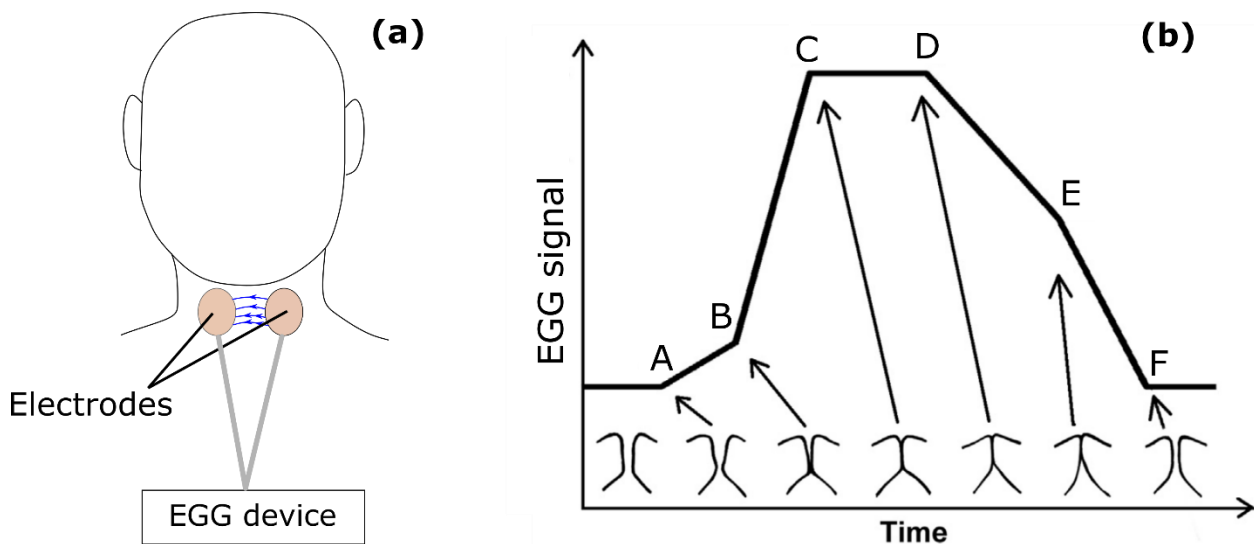 (a)
Electrodes
EGG device
(b)
EGG signal
A
B
C
D
E
F
Time